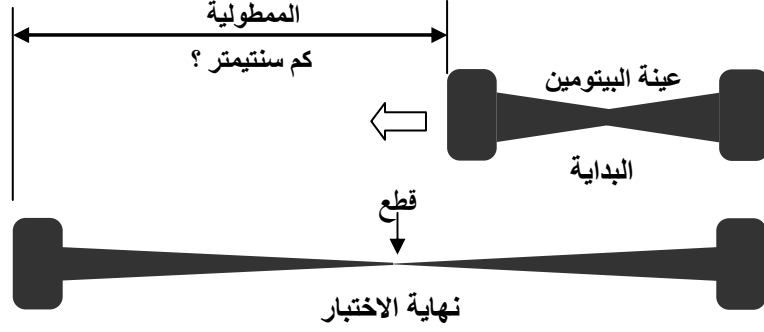 الممطولية
كم سنتيمتر ؟
عينة البيتومين
البداية
قطع
نهاية الاختبار